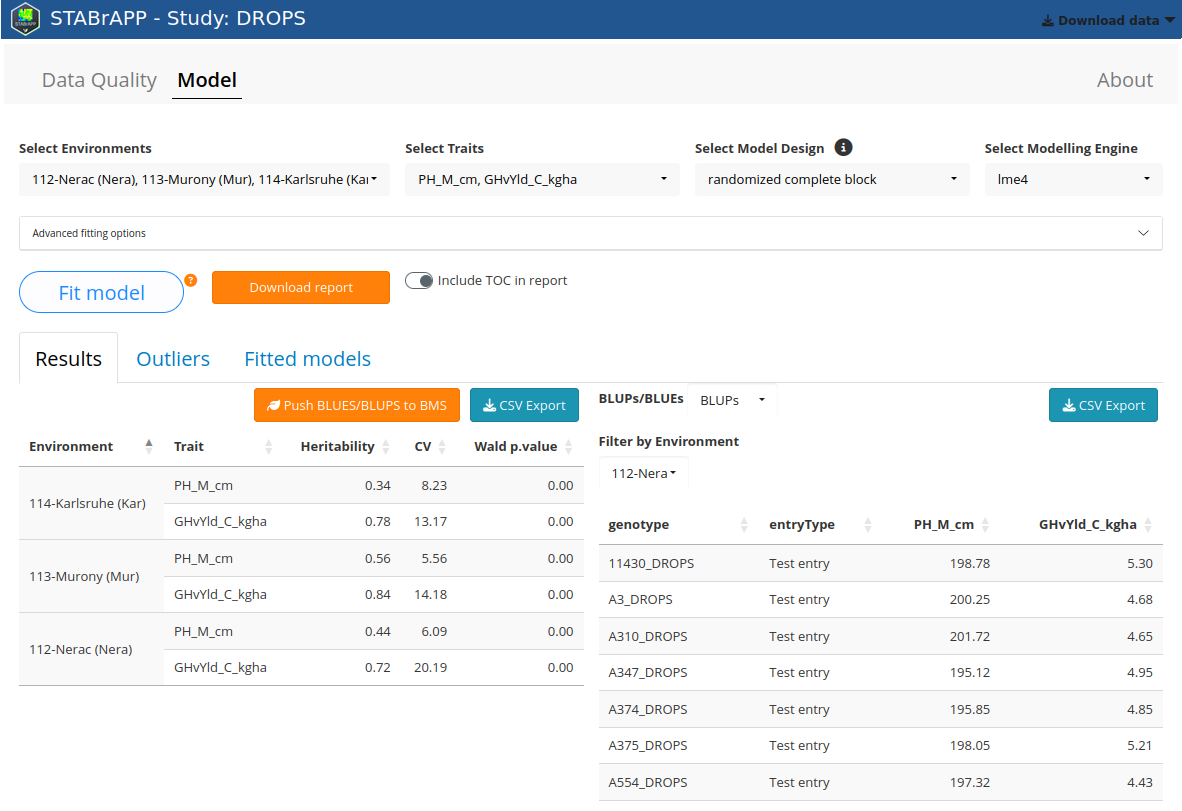 STABrAPP - Study: DROPS
Download data
Data Quality Model About
Select Environments Select Traits Select Model Design Select Modelling Engine
112-Nerac (Nera), 113-Murony (Mur), 114-Karlsruhe (Kar PH_M_cm, GHvYld_C_kgha randomized complete block lme4
Advanced fitting options
Fit model ? Download report Include TOC in report
Results Outliers Fitted models
Push BLUES/BLUPS to BMS CSV Export BLUPs/BLUEs BLUPs CSV Export
Environment Trait Heritability CV Wald p.value
114-Karlsruhe (Kar)
PH_M_cm 0.34 8.23 0.00
GHvYld_C_kgha 0.78 13.17 0.00
113-Murony (Mur)
PH_M_cm 0.56 5.56 0.00
GHvYld_C_kgha 0.84 14.18 0.00
112-Nerac (Nera)
PH_M_cm 0.44 6.09 0.00
GHvYld_C_kgha 0.72 20.19 0.00
Filter by Environment
112-Nera
genotype entryType PH_M_cm GHvYld_C_kgha
11430_DROPS Test entry 198.78 5.30
A3_DROPS Test entry 200.25 4.68
A310_DROPS Test entry 201.72 4.65
A347_DROPS Test entry 195.12 4.95
A374_DROPS Test entry 195.85 4.85
A375_DROPS Test entry 198.05 5.21
A554_DROPS Test entry 197.32 4.43